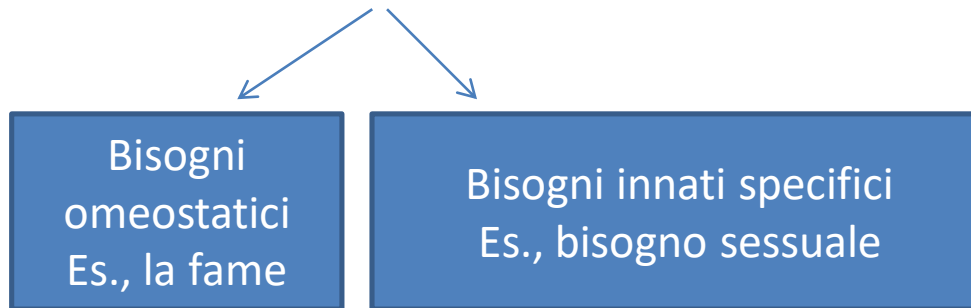 Bisogni
omeostatici
Es., la fame
Bisogni innati specifici
Es., bisogno sessuale